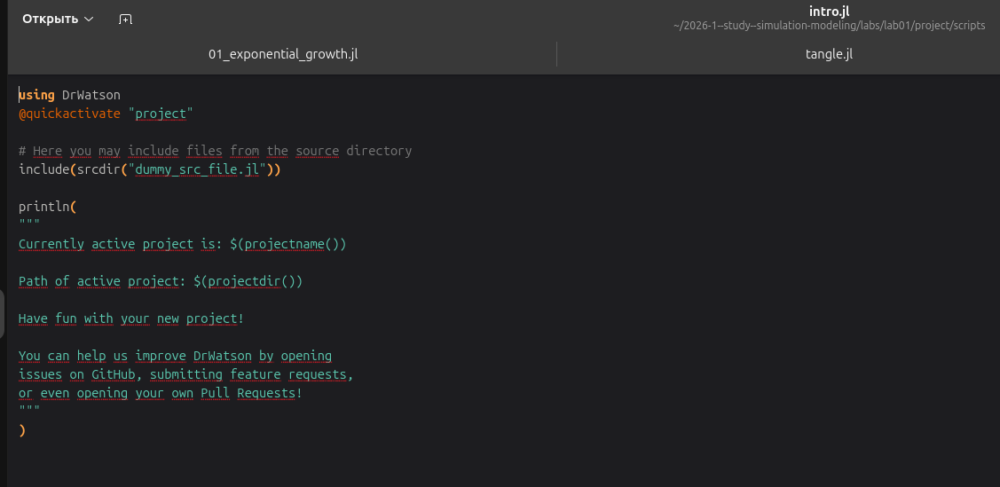 Открыть
intro.jl
~/2026-1--study--simulation-modeling/labs/lab01/project/scripts
01_exponential_growth.jl
tangle.jl
using DrWatson
@quickactivate "project"
# Here you may include files from the source directory
include(srcdir("dummy_src_file.jl"))
println(
"""
Currently active project is: $(projectname())
Path of active project: $(projectdir())
Have fun with your new project!
You can help us improve DrWatson by opening
issues on GitHub, submitting feature requests,
or even opening your own Pull Requests!
"""
)